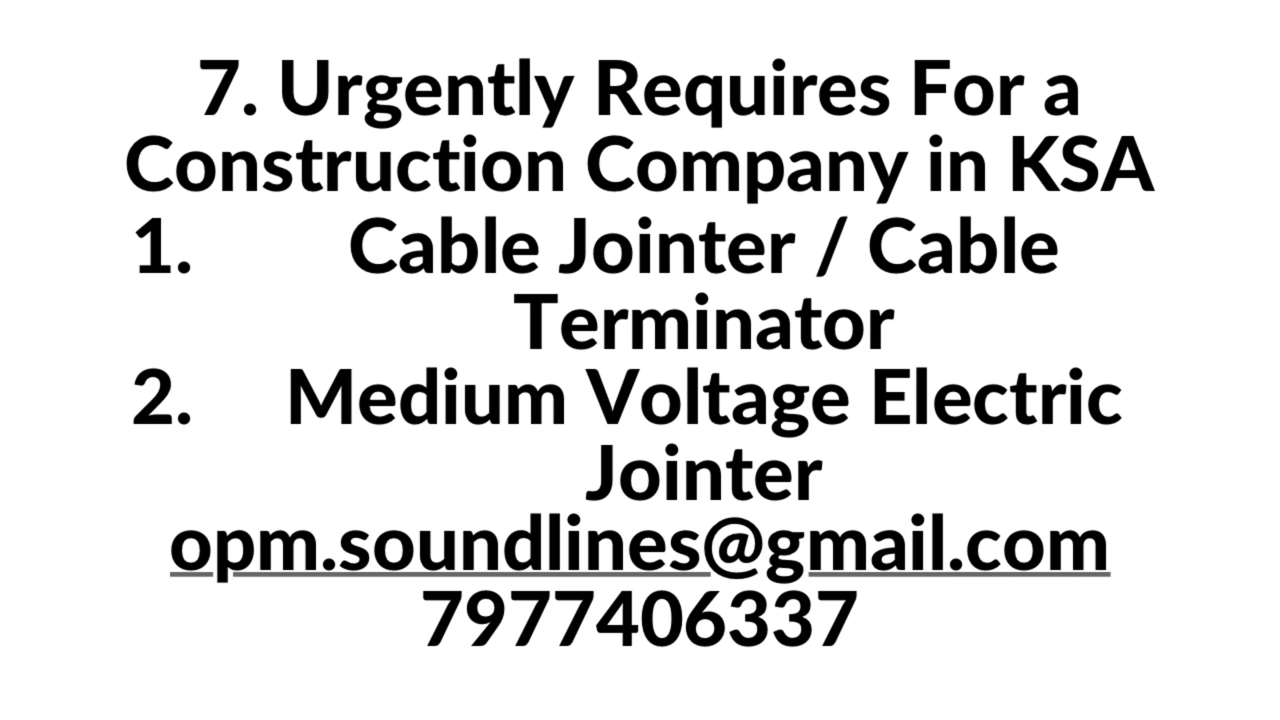 7. Urgently Requires For a
Construction Company in KSA
1. Cable Jointer / Cable
Terminator
2. Medium Voltage Electric
Jointer
opm.soundlines@gmail.com
7977406337